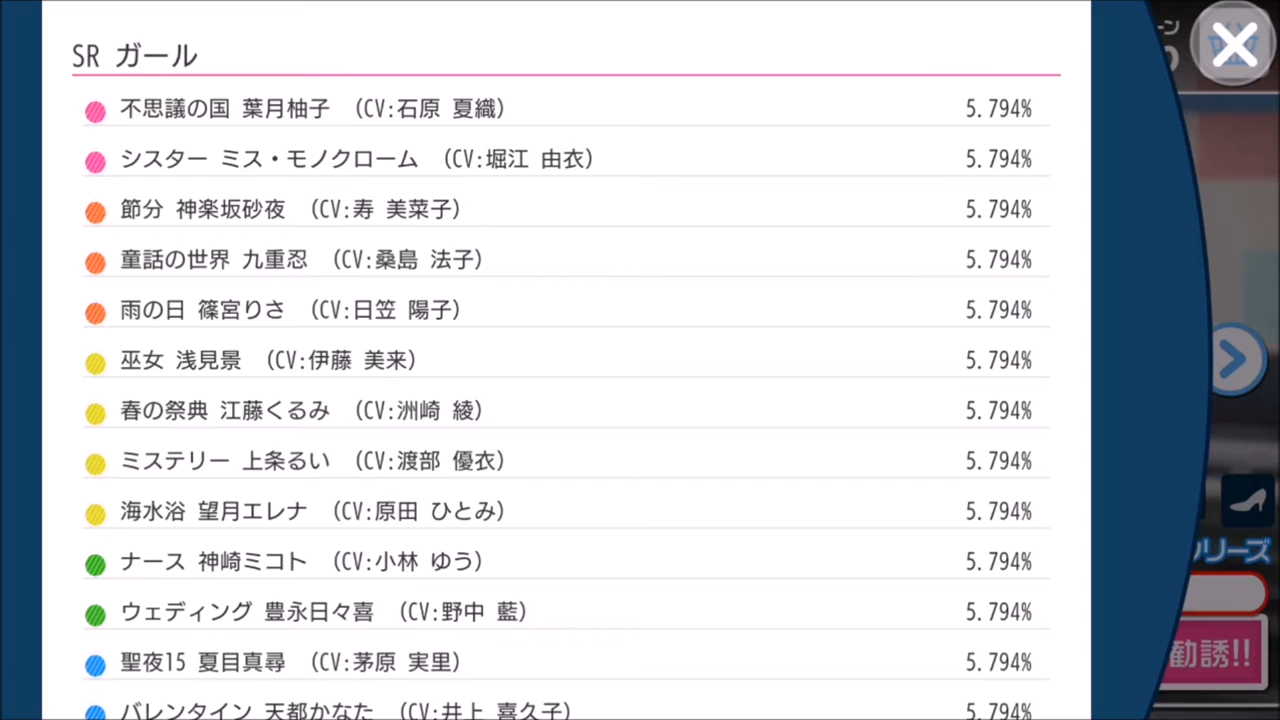 SR ガール
不思議の国 葉月柚子 (CV:石原 夏織) 5.794%
シスター ミス・モノクローム (CV:堀江 由衣) 5.794%
節分 神楽坂砂夜 (CV:寿 美菜子) 5.794%
童話の世界 九重忍 (CV:桑島 法子) 5.794%
雨の日 篠宮りさ (CV:日笠 陽子) 5.794%
巫女 浅見景 (CV:伊藤 美来) 5.794%
春の祭典 江藤くるみ (CV:洲崎 綾) 5.794%
ミステリー 上条るい (CV:渡部 優衣) 5.794%
海水浴 望月エレナ (CV:原田 ひとみ) 5.794%
ナース 神崎ミコト (CV:小林 ゆう) 5.794%
ウェディング 豊永日々喜 (CV:野中 藍) 5.794%
聖夜15 夏目真尋 (CV:茅原 実里) 5.794%
バレンタイン 天都かなた (CV:井上 喜久子) 5.794%
ーン
リーズ
勧誘!!